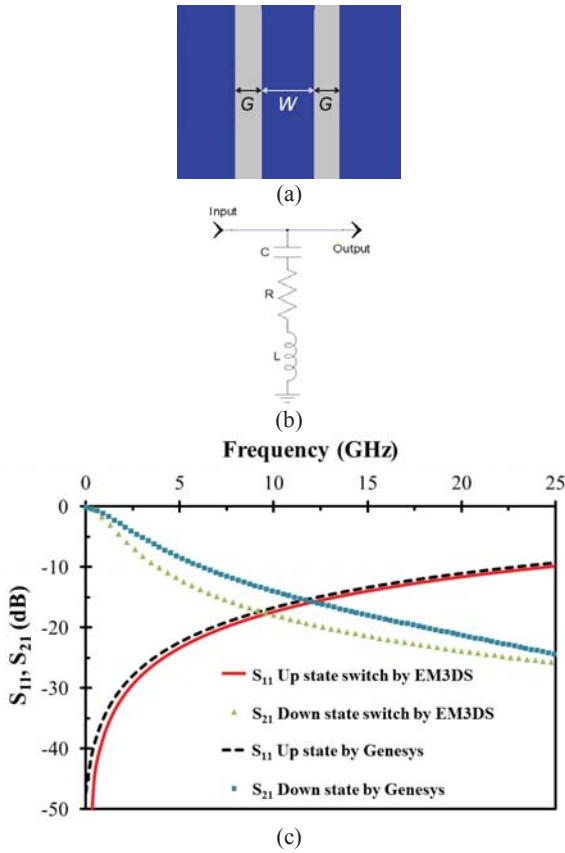 G W G
(a)
Input
Output
C
R
L
(b)
Frequency (GHz)
0 5 10 15 20 25
0
-10
-20
-30
-40
-50
S11, S21 (dB)
S11 Up state switch by EM3DS
S21 Down state switch by EM3DS
S11 Up state by Genesys
S21 Down state by Genesys
(c)